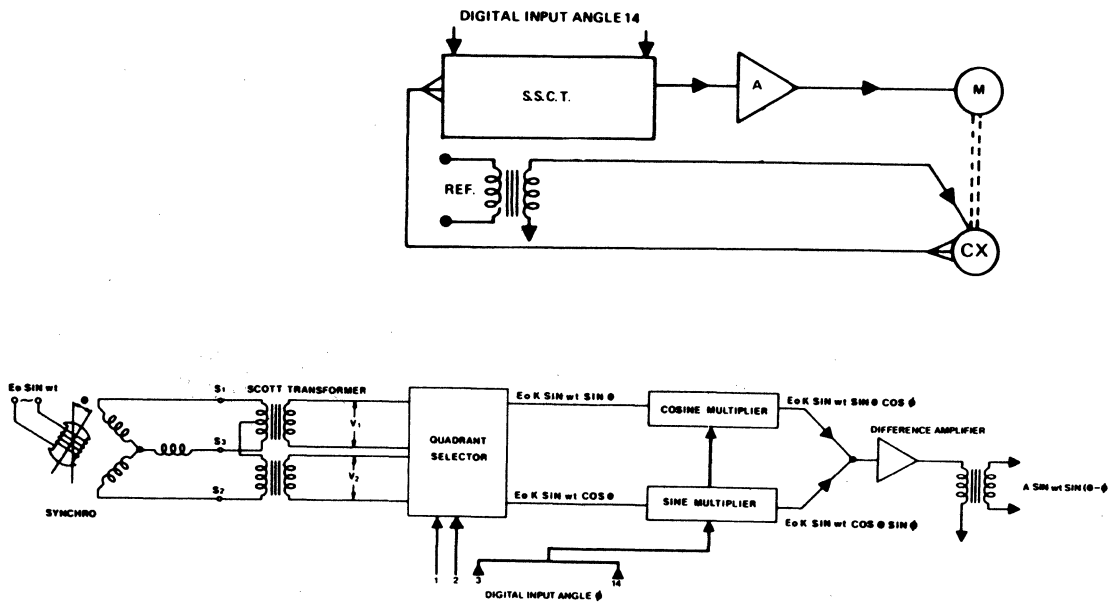 DIGITAL INPUT ANGLE 14
S.S.C.T.
A
M
REF.
CX
Eo SIN wt
θ
S1
SCOTT TRANSFORMER
S3
S2
V1
V2
SYNCHRO
QUADRANT
SELECTOR
Eo K SIN wt SIN θ
Eo K SIN wt COS θ
COSINE MULTIPLIER
SINE MULTIPLIER
Eo K SIN wt SIN θ COS ϕ
Eo K SIN wt COS θ SIN ϕ
DIFFERENCE AMPLIFIER
A SIN wt SIN (θ-ϕ
1 2 3 14
DIGITAL INPUT ANGLE ϕ